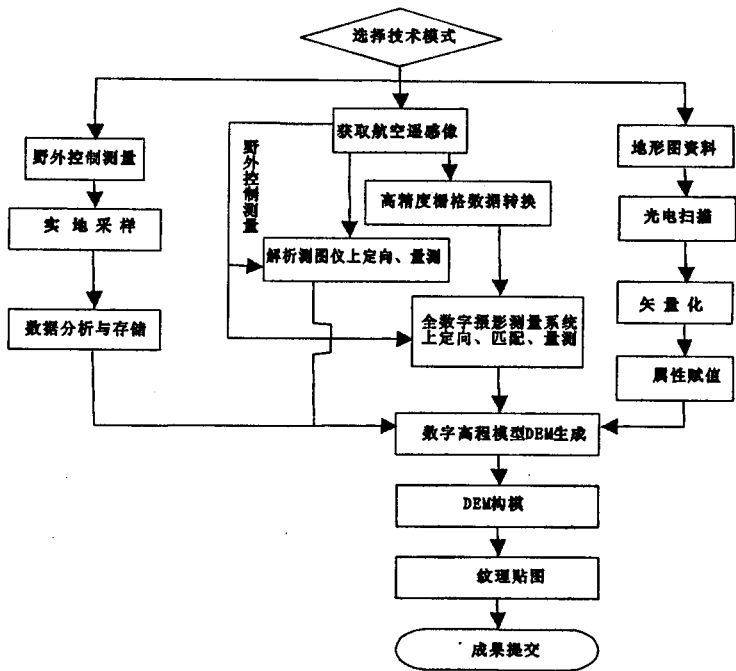 选择技术模式
野外控制测量
获取航空遥感像
地形图资料
野外控制测量
高精度栅格数据转换
实地采样
光电扫描
解析测图仪上定向、量测
数据分析与存储
全数字摄影测量系统
上定向、匹配、量测
矢量化
属性赋值
数字高程模型DEM生成
DEM构模
纹理贴图
成果提交